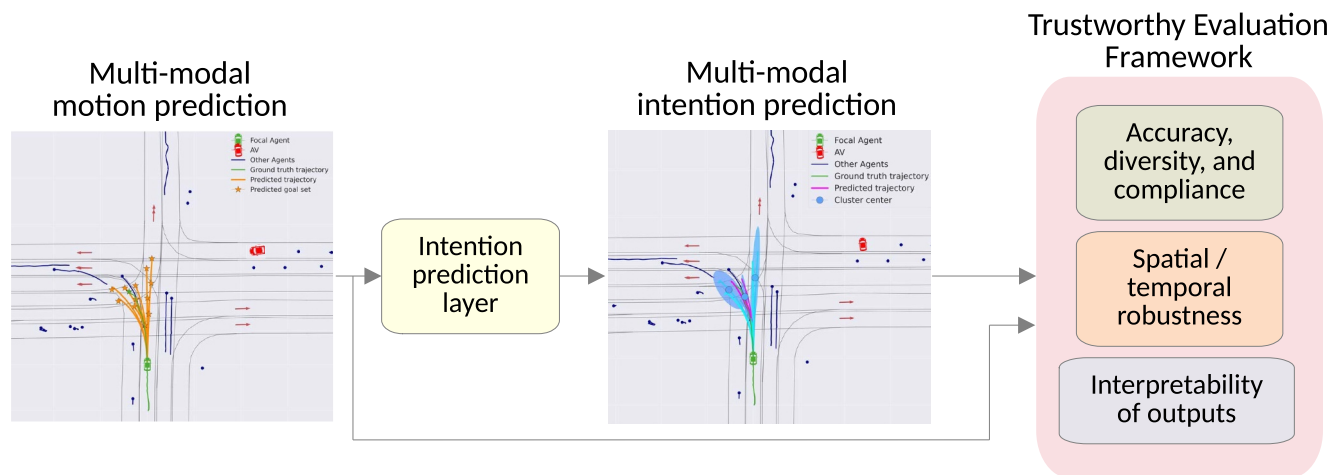 Multi-modal
motion prediction
Focal Agent
AV
Other Agents
Ground truth trajectory
Predicted trajectory
Predicted goal set
Intention
prediction
layer
Multi-modal
intention prediction
Focal Agent
AV
Other Agents
Ground truth trajectory
Predicted trajectory
Cluster center
Trustworthy Evaluation
Framework
Accuracy,
diversity, and
compliance
Spatial /
temporal
robustness
Interpretability
of outputs